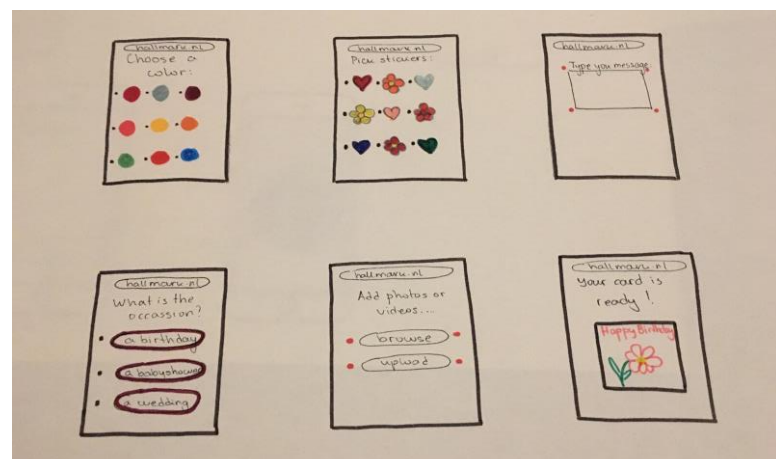 hallmark.nl
Choose a
color:
hallmark.nl
Pick stickers:
hallmark.nl
Type you message:
hallmark.nl
What is the
occassion?
a birthday
a babyshower
a wedding
hallmark.nl
Add photos or
videos...
browse
upload
hallmark.nl
Your card is
ready!
Happy Birthday